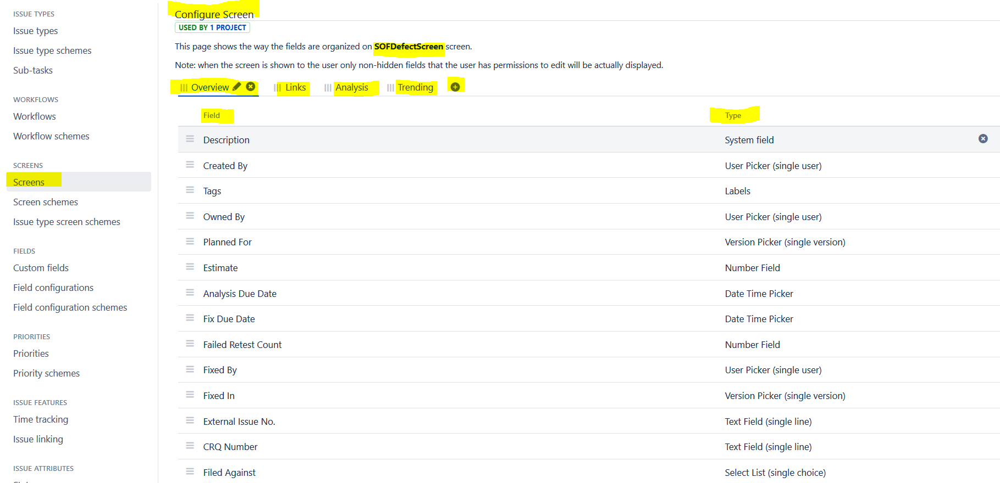 ISSUE TYPES
Issue types
Issue type schemes
Sub-tasks
WORKFLOWS
Workflows
Workflow schemes
SCREENS
Screens
Screen schemes
Issue type screen schemes
FIELDS
Custom fields
Field configurations
Field configuration schemes
PRIORITIES
Priorities
Priority schemes
ISSUE FEATURES
Time tracking
Issue linking
ISSUE ATTRIBUTES
Configure Screen
USED BY 1 PROJECT
This page shows the way the fields are organized on SOFDefectScreen screen.
Note: when the screen is shown to the user only non-hidden fields that the user has permissions to edit will be actually displayed.
Overview Links Analysis Trending
Field Type
Description System field
Created By User Picker (single user)
Tags Labels
Owned By User Picker (single user)
Planned For Version Picker (single version)
Estimate Number Field
Analysis Due Date Date Time Picker
Fix Due Date Date Time Picker
Failed Retest Count Number Field
Fixed By User Picker (single user)
Fixed In Version Picker (single version)
External Issue No. Text Field (single line)
CRQ Number Text Field (single line)
Filed Against Select List (single choice)